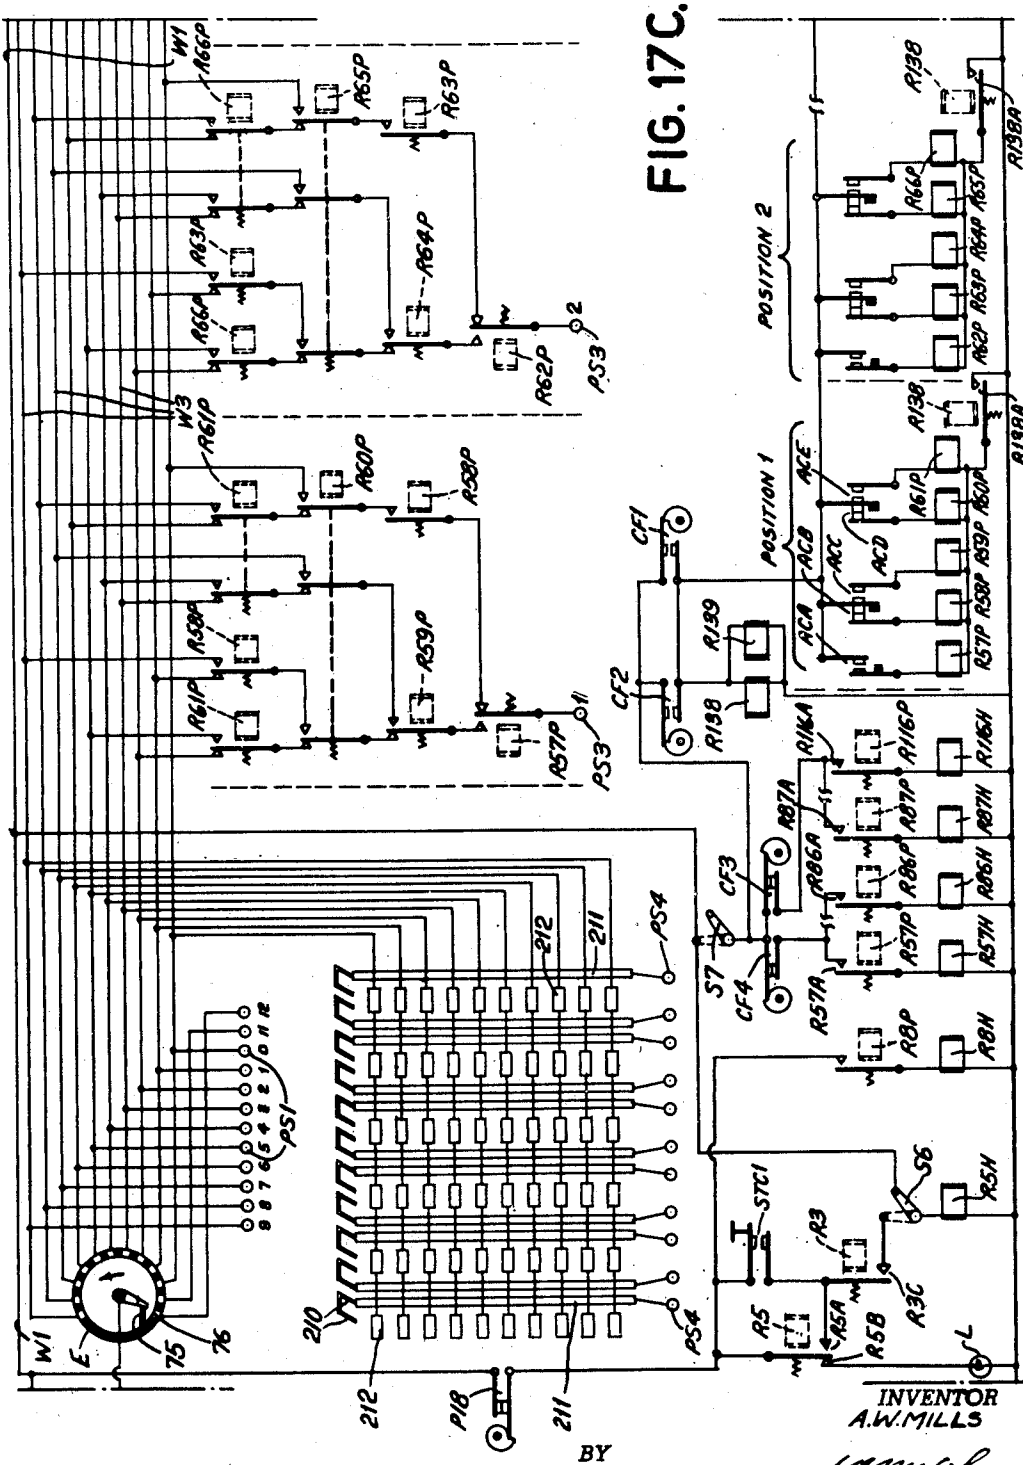 FIG. 17C.
W1
R66P
R65P
R63P
R63P
R66P
R64P
R62P
PS3
2
W3
R61P
R60P
R58P
R58P
R61P
R59P
R57P
PS3
1
POSITION 2
R138
R138A
R66P
R65P
R64P
R63P
R62P
POSITION 1
R138
R138A
ACE
ACD
ACC
ACB
ACA
R61P
R60P
R59P
R58P
R57P
CF1
CF2
R139
R138
R116A
R116P
R116H
R87A
R87P
R87H
R86A
R86P
R86H
R57A
R57P
R57H
CF3
CF4
S7
R8P
R8H
212
211
PS4
210
211
212
PS4
9 8 7 6 5 4 3 2 1 0 11 12
PS1
W1
E
75
76
P18
STC1
R3
R3C
R5
R5A
R5B
S6
R5H
L
INVENTOR
A.W. MILLS
BY